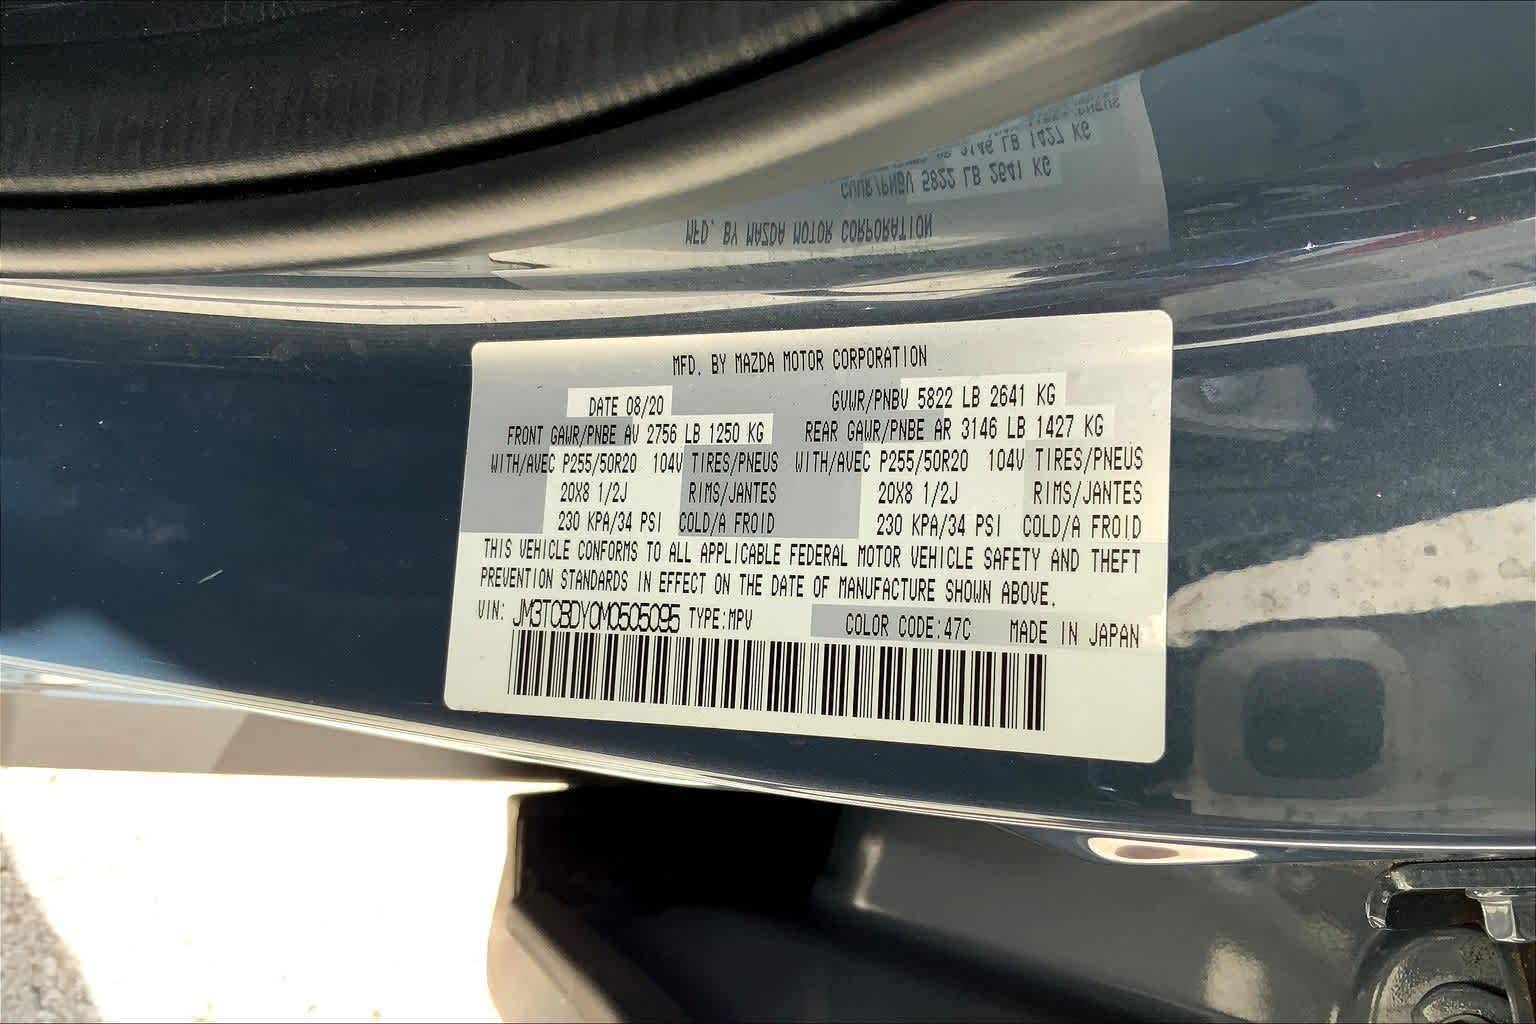 MFD. BY MAZDA MOTOR CORPORATION
DATE 08/20 GVWR/PNBV 5822 LB 2641 KG
FRONT GAWR/PNBE AV 2756 LB 1250 KG REAR GAWR/PNBE AR 3146 LB 1427 KG
WITH/AVEC P255/50R20 104V TIRES/PNEUS WITH/AVEC P255/50R20 104V TIRES/PNEUS
20X8 1/2J RIMS/JANTES 20X8 1/2J RIMS/JANTES
230 KPA/34 PSI COLD/A FROID 230 KPA/34 PSI COLD/A FROID
THIS VEHICLE CONFORMS TO ALL APPLICABLE FEDERAL MOTOR VEHICLE SAFETY AND THEFT
PREVENTION STANDARDS IN EFFECT ON THE DATE OF MANUFACTURE SHOWN ABOVE.
VIN: JM3TCBDY0M0505095 TYPE:MPV COLOR CODE:47C MADE IN JAPAN